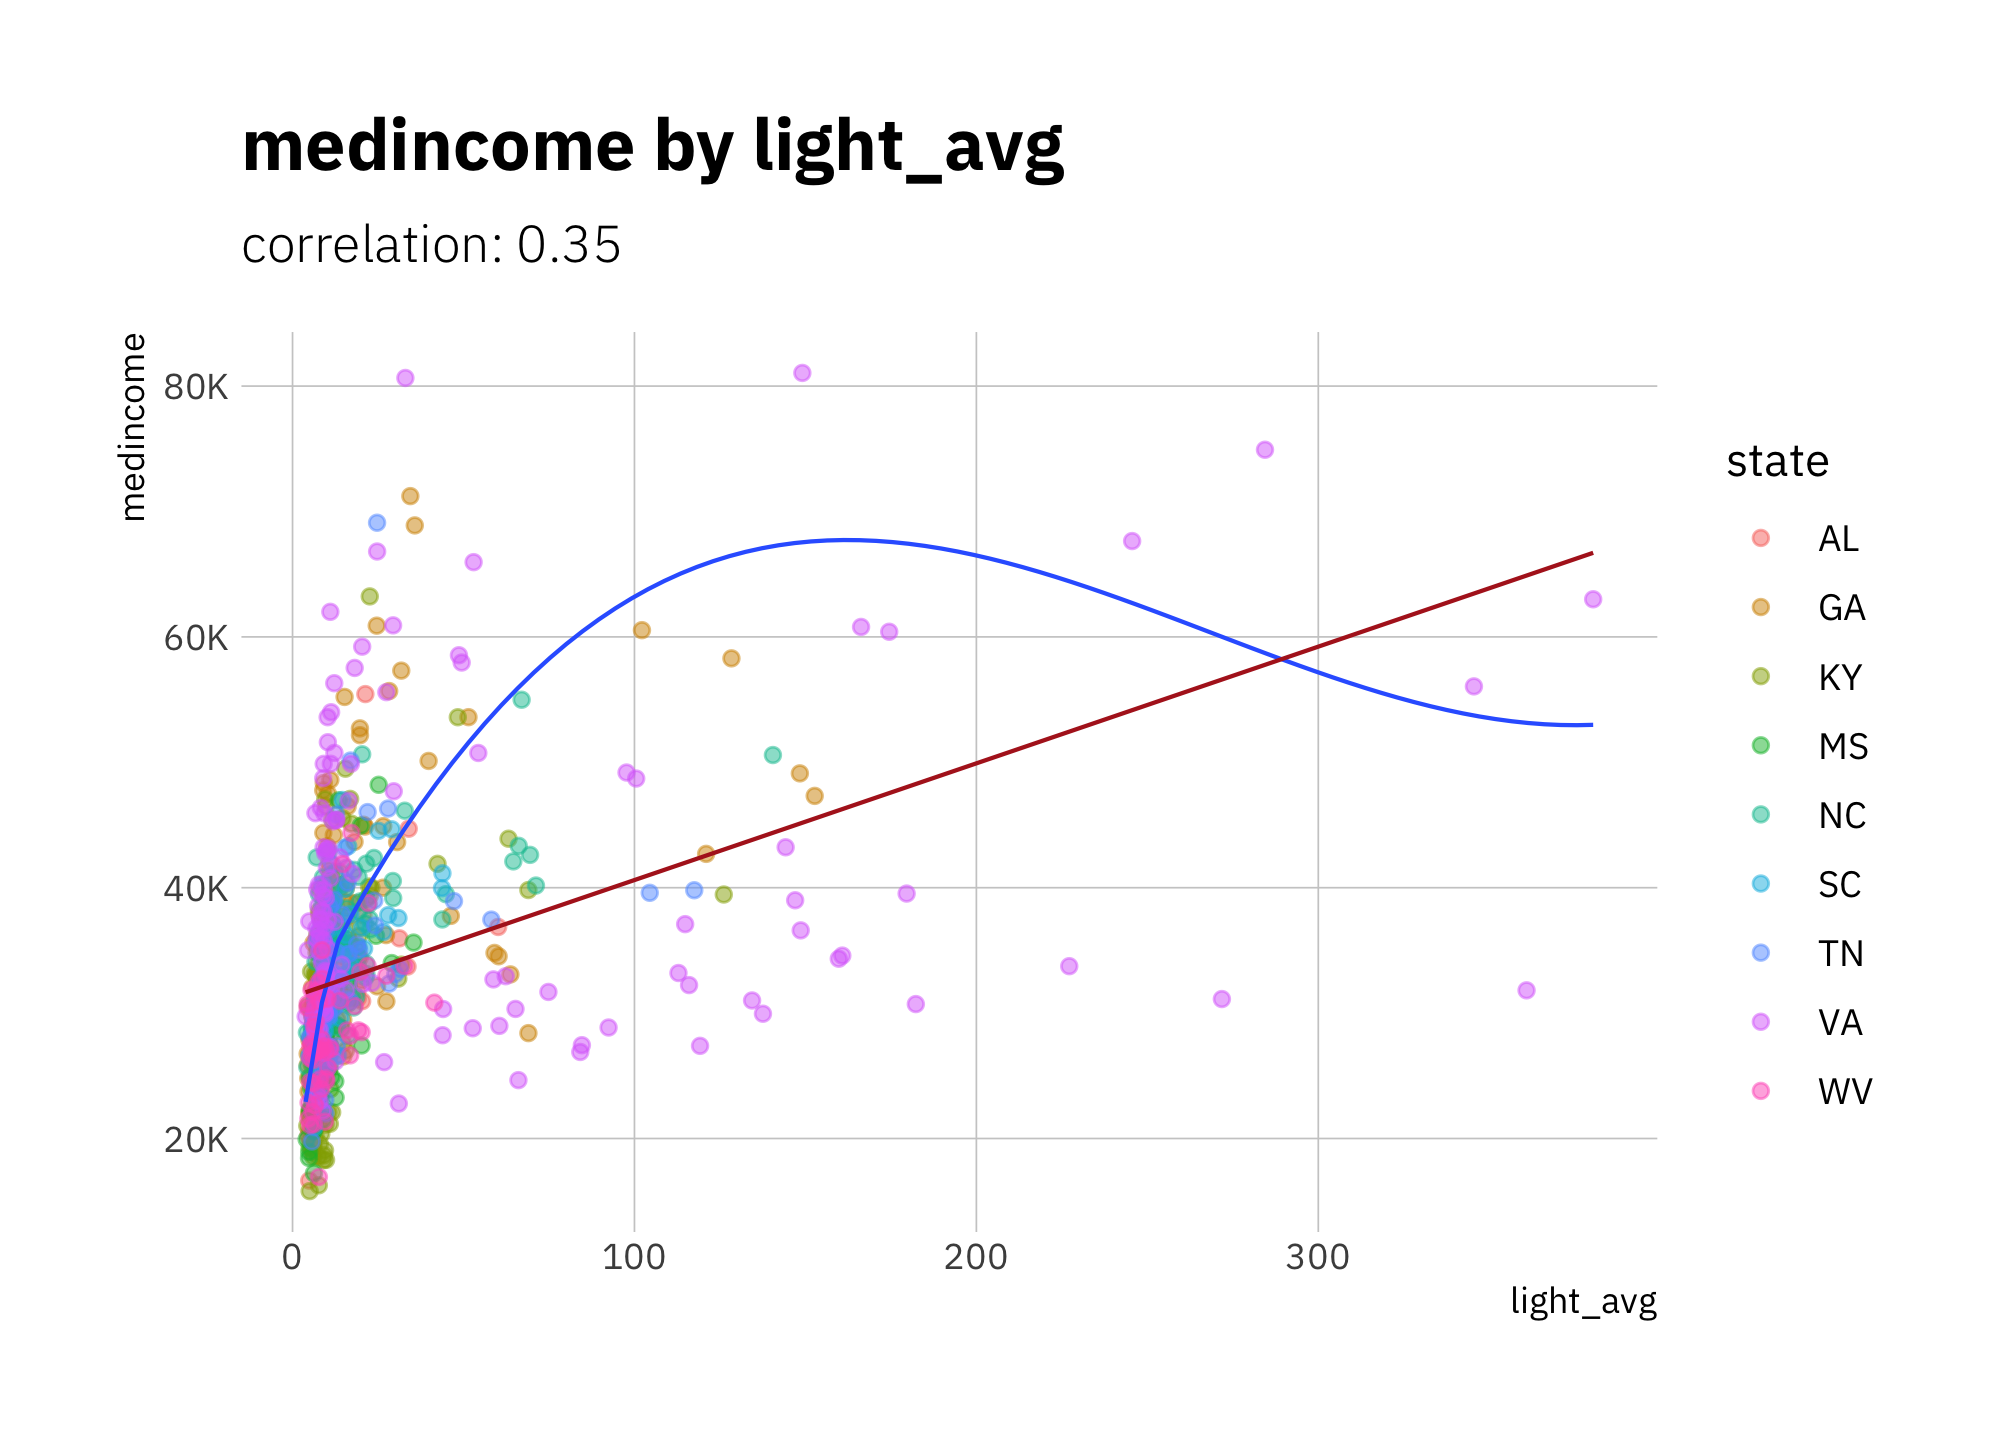 medincome by light_avg
correlation: 0.35
medincome
80K
60K
40K
20K
0 100 200 300
light_avg
state
AL
GA
KY
MS
NC
SC
TN
VA
WV